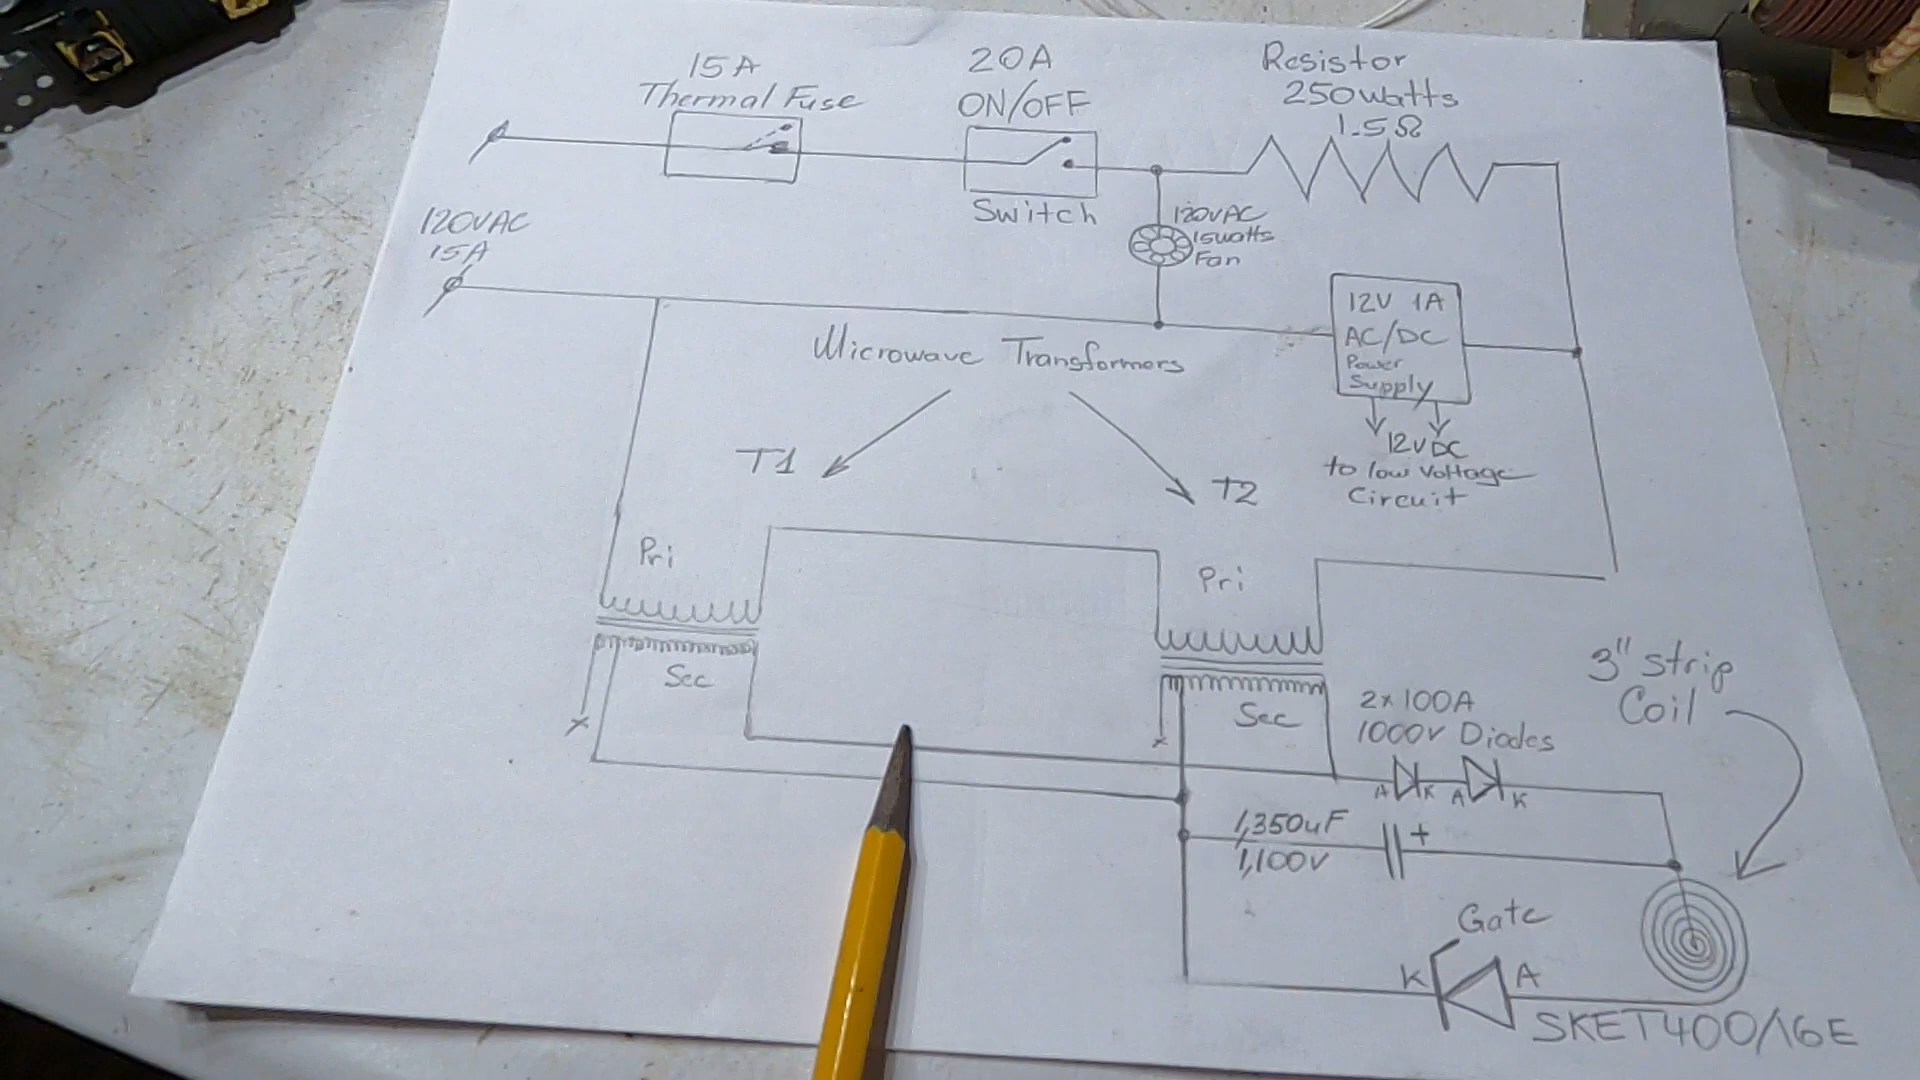 15A
Thermal Fuse
20A
ON/OFF
Switch
Resistor
250watts
1.5Ω
120VAC
15A
120VAC
15watts
Fan
12V 1A
AC/DC
Power
Supply
12VDC
to low voltage
Circuit
Microwave Transformers
T1
T2
Pri
Sec
x
Pri
Sec
x
2x100A
1000V Diodes
A K A K
3" strip
Coil
1,350uF
1,100V
+
Gate
K A
SKET400/16E